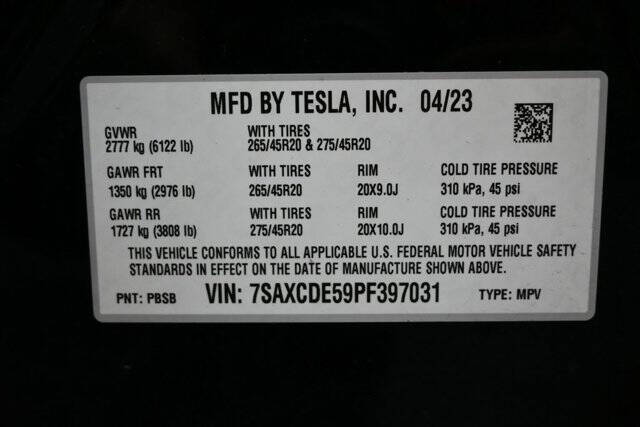 MFD BY TESLA, INC. 04/23
GVWR WITH TIRES
2777 kg (6122 lb) 265/45R20 & 275/45R20
GAWR FRT WITH TIRES RIM COLD TIRE PRESSURE
1350 kg (2976 lb) 265/45R20 20X9.0J 310 kPa, 45 psi
GAWR RR WITH TIRES RIM COLD TIRE PRESSURE
1727 kg (3808 lb) 275/45R20 20X10.0J 310 kPa, 45 psi
THIS VEHICLE CONFORMS TO ALL APPLICABLE U.S. FEDERAL MOTOR VEHICLE SAFETY
STANDARDS IN EFFECT ON THE DATE OF MANUFACTURE SHOWN ABOVE.
PNT: PBSB VIN: 7SAXCDE59PF397031 TYPE: MPV